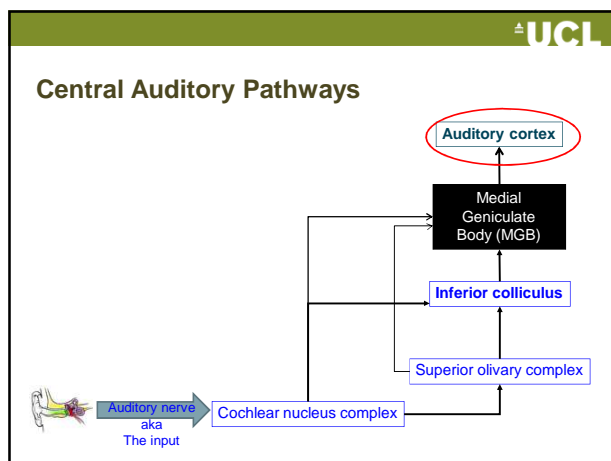 UCL
Central Auditory Pathways
Auditory cortex
Medial
Geniculate
Body (MGB)
Inferior colliculus
Superior olivary complex
Auditory nerve
aka
The input
Cochlear nucleus complex